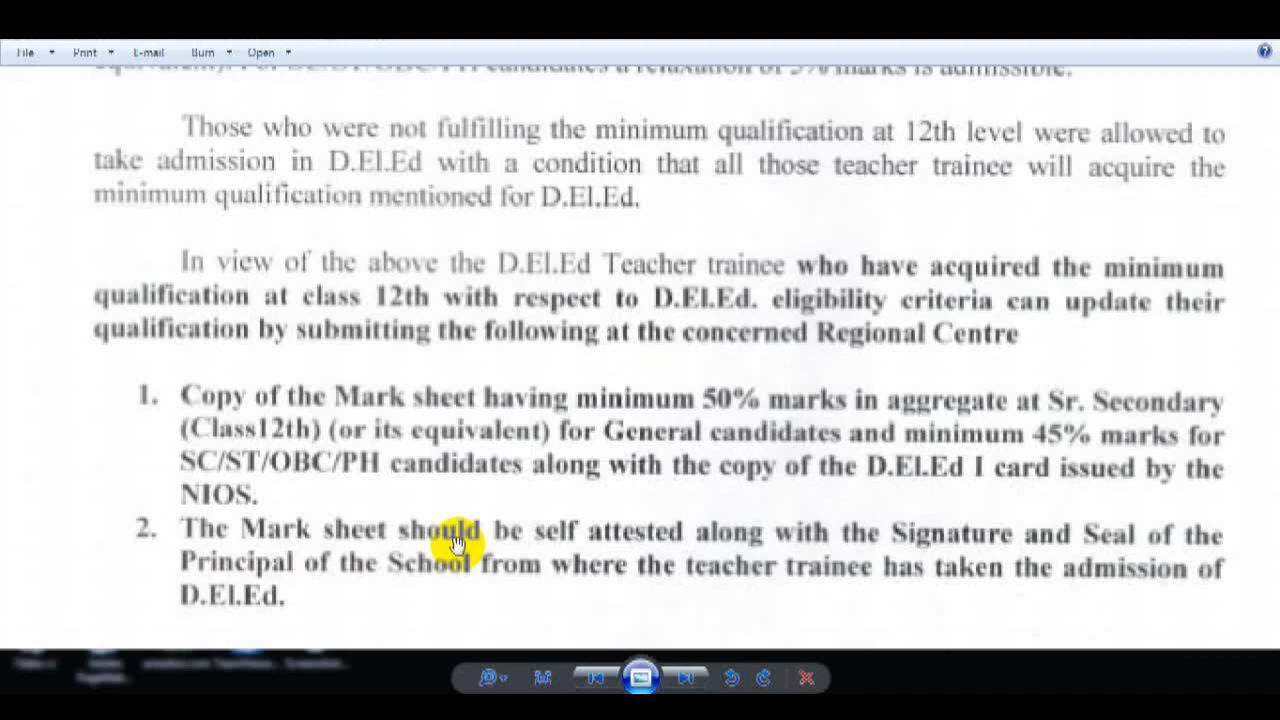 File Print E-mail Burn Open
candidates a relaxation of 5% marks is admissible.
Those who were not fulfilling the minimum qualification at 12th level were allowed to
take admission in D.El.Ed with a condition that all those teacher trainee will acquire the
minimum qualification mentioned for D.El.Ed.
In view of the above the D.El.Ed Teacher trainee who have acquired the minimum
qualification at class 12th with respect to D.El.Ed. eligibility criteria can update their
qualification by submitting the following at the concerned Regional Centre
1. Copy of the Mark sheet having minimum 50% marks in aggregate at Sr. Secondary
(Class12th) (or its equivalent) for General candidates and minimum 45% marks for
SC/ST/OBC/PH candidates along with the copy of the D.El.Ed I card issued by the
NIOS.
2. The Mark sheet should be self attested along with the Signature and Seal of the
Principal of the School from where the teacher trainee has taken the admission of
D.El.Ed.